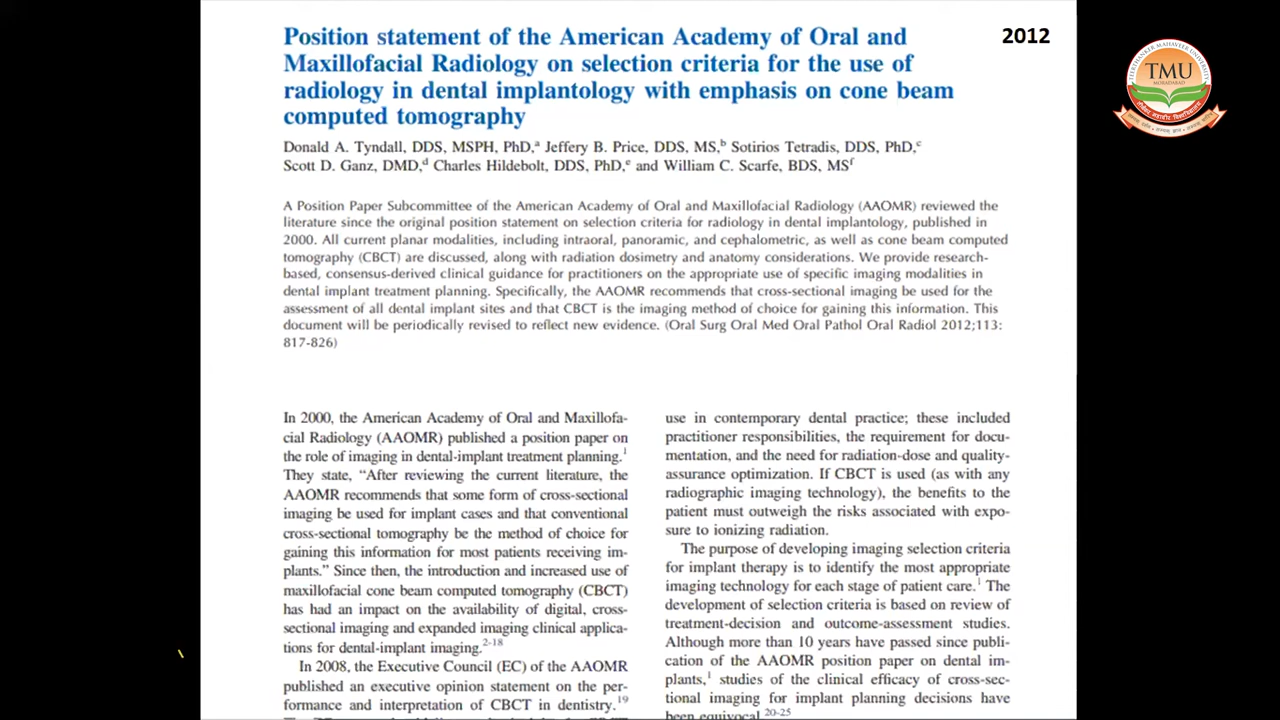 Position statement of the American Academy of Oral and
Maxillofacial Radiology on selection criteria for the use of
radiology in dental implantology with emphasis on cone beam
computed tomography
2012
TMU
MORADABAD
Donald A. Tyndall, DDS, MSPH, PhD,a Jeffery B. Price, DDS, MS,b Sotirios Tetradis, DDS, PhD,c
Scott D. Ganz, DMD,d Charles Hildebolt, DDS, PhD,e and William C. Scarfe, BDS, MSf
A Position Paper Subcommittee of the American Academy of Oral and Maxillofacial Radiology (AAOMR) reviewed the
literature since the original position statement on selection criteria for radiology in dental implantology, published in
2000. All current planar modalities, including intraoral, panoramic, and cephalometric, as well as cone beam computed
tomography (CBCT) are discussed, along with radiation dosimetry and anatomy considerations. We provide research-
based, consensus-derived clinical guidance for practitioners on the appropriate use of specific imaging modalities in
dental implant treatment planning. Specifically, the AAOMR recommends that cross-sectional imaging be used for the
assessment of all dental implant sites and that CBCT is the imaging method of choice for gaining this information. This
document will be periodically revised to reflect new evidence. (Oral Surg Oral Med Oral Pathol Oral Radiol 2012;113:
817-826)
In 2000, the American Academy of Oral and Maxillofa-
cial Radiology (AAOMR) published a position paper on
the role of imaging in dental-implant treatment planning.1
They state, “After reviewing the current literature, the
AAOMR recommends that some form of cross-sectional
imaging be used for implant cases and that conventional
cross-sectional tomography be the method of choice for
gaining this information for most patients receiving im-
plants.” Since then, the introduction and increased use of
maxillofacial cone beam computed tomography (CBCT)
has had an impact on the availability of digital, cross-
sectional imaging and expanded imaging clinical applica-
tions for dental-implant imaging.2-18
In 2008, the Executive Council (EC) of the AAOMR
published an executive opinion statement on the per-
formance and interpretation of CBCT in dentistry.19
use in contemporary dental practice; these included
practitioner responsibilities, the requirement for docu-
mentation, and the need for radiation-dose and quality-
assurance optimization. If CBCT is used (as with any
radiographic imaging technology), the benefits to the
patient must outweigh the risks associated with expo-
sure to ionizing radiation.
The purpose of developing imaging selection criteria
for implant therapy is to identify the most appropriate
imaging technology for each stage of patient care.1 The
development of selection criteria is based on review of
treatment-decision and outcome-assessment studies.
Although more than 10 years have passed since publi-
cation of the AAOMR position paper on dental im-
plants,1 studies of the clinical efficacy of cross-sec-
tional imaging for implant planning decisions have
been equivocal.20-25